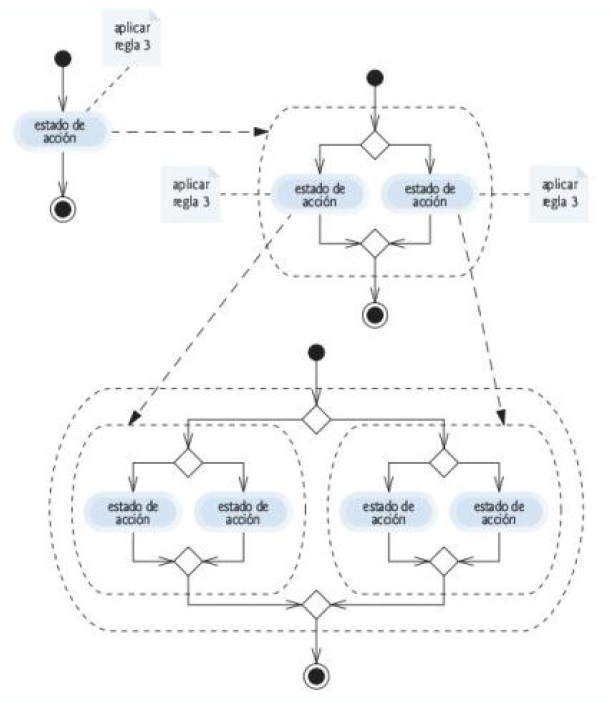 aplicar
regla 3
estado de
acción
aplicar
regla 3
estado de
acción
estado de
acción
aplicar
regla 3
estado de
acción
estado de
acción
estado de
acción
estado de
acción